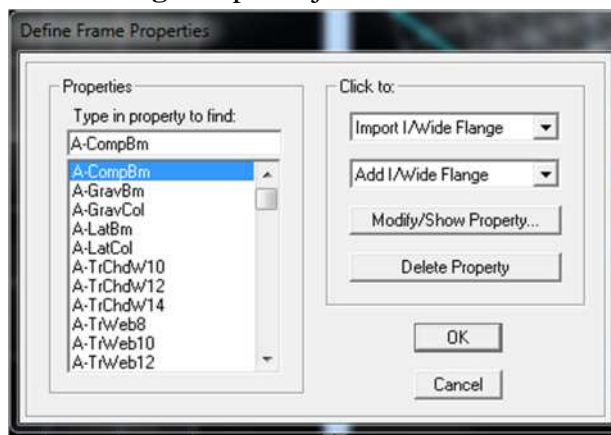 Define Frame Properties
Properties
Type in property to find:
A-CompBm
A-CompBm
A-GravBm
A-GravCol
A-LatBm
A-LatCol
A-TrChdW10
A-TrChdW12
A-TrChdW14
A-TrWeb8
A-TrWeb10
A-TrWeb12
Click to:
Import I/Wide Flange
Add I/Wide Flange
Modify/Show Property...
Delete Property
OK
Cancel